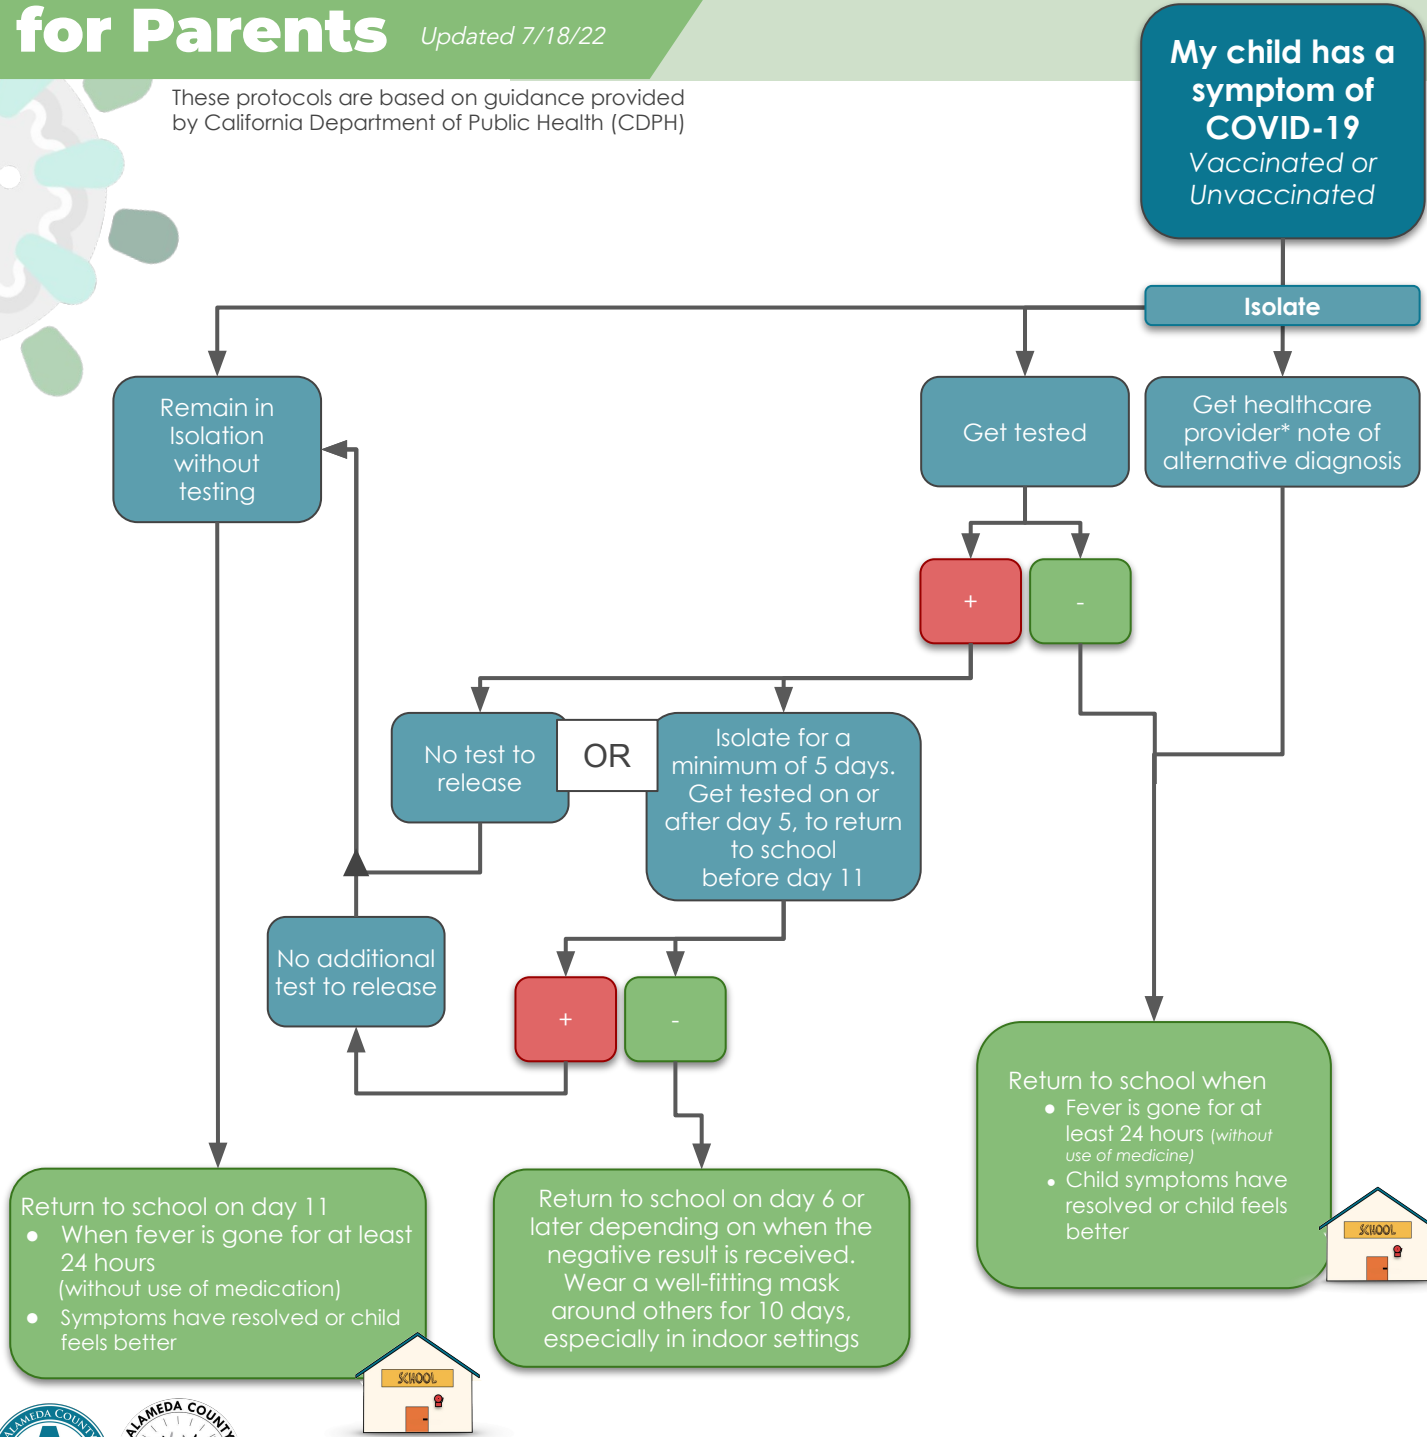 for Parents
Updated 7/18/22
These protocols are based on guidance provided
by California Department of Public Health (CDPH)
My child has a
symptom of
COVID-19
Vaccinated or
Unvaccinated
Isolate
Remain in
Isolation
without
testing
Get tested
Get healthcare
provider* note of
alternative diagnosis
+
-
No test to
release
OR
Isolate for a
minimum of 5 days.
Get tested on or
after day 5, to return
to school
before day 11
No additional
test to release
+
-
Return to school when
● Fever is gone for at
least 24 hours (without
use of medicine)
● Child symptoms have
resolved or child feels
better
SCHOOL
Return to school on day 11
● When fever is gone for at least
24 hours
(without use of medication)
● Symptoms have resolved or child
feels better
Return to school on day 6 or
later depending on when the
negative result is received.
Wear a well-fitting mask
around others for 10 days,
especially in indoor settings
SCHOOL
ALAMEDA COUNTY
ALAMEDA COUNTY